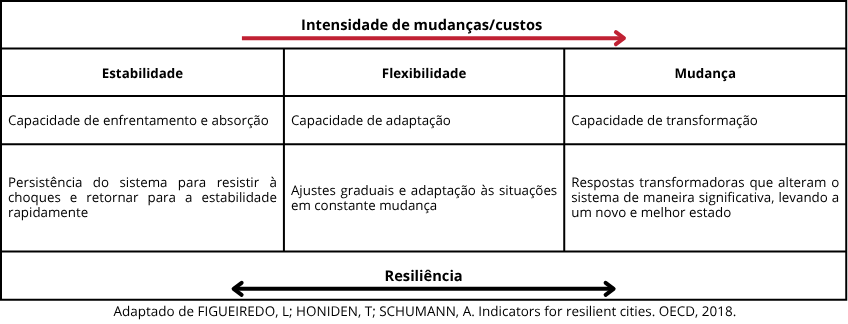 Intensidade de mudanças/custos
Estabilidade
Flexibilidade
Mudança
Capacidade de enfrentamento e absorção
Capacidade de adaptação
Capacidade de transformação
Persistência do sistema para resistir à
choques e retornar para a estabilidade
rapidamente
Ajustes graduais e adaptação às situações
em constante mudança
Respostas transformadoras que alteram o
sistema de maneira significativa, levando a
um novo e melhor estado
Resiliência
Adaptado de FIGUEIREDO, L; HONIDEN, T; SCHUMANN, A. Indicators for resilient cities. OECD, 2018.